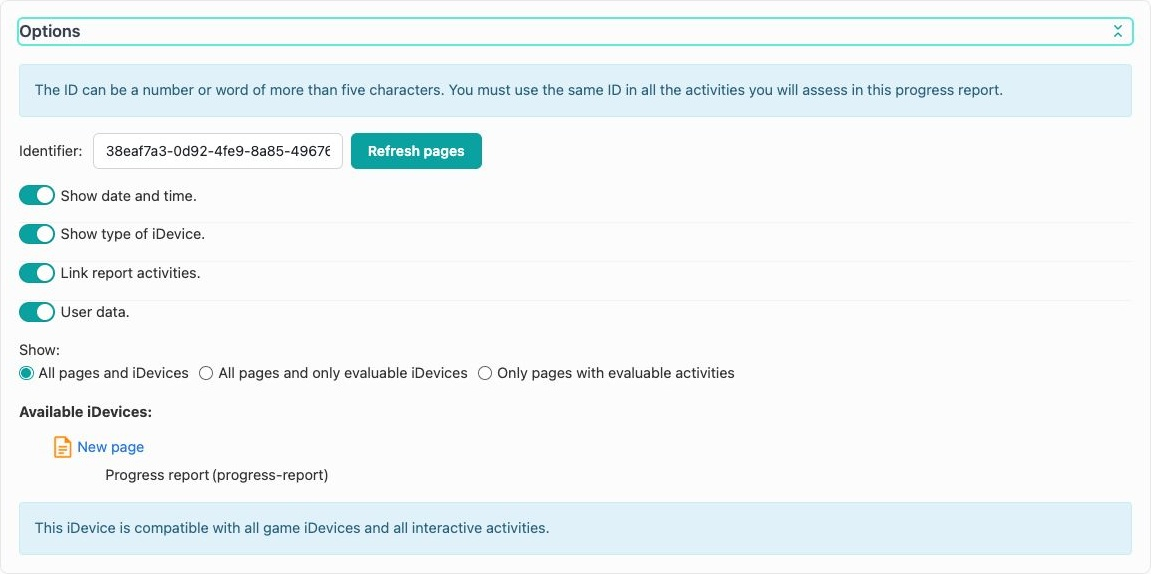 Options
The ID can be a number or word of more than five characters. You must use the same ID in all the activities you will assess in this progress report.
Identifier: 38eaf7a3-0d92-4fe9-8a85-49676 Refresh pages
Show date and time.
Show type of iDevice.
Link report activities.
User data.
Show:
All pages and iDevices All pages and only evaluable iDevices Only pages with evaluable activities
Available iDevices:
New page
Progress report (progress-report)
This iDevice is compatible with all game iDevices and all interactive activities.